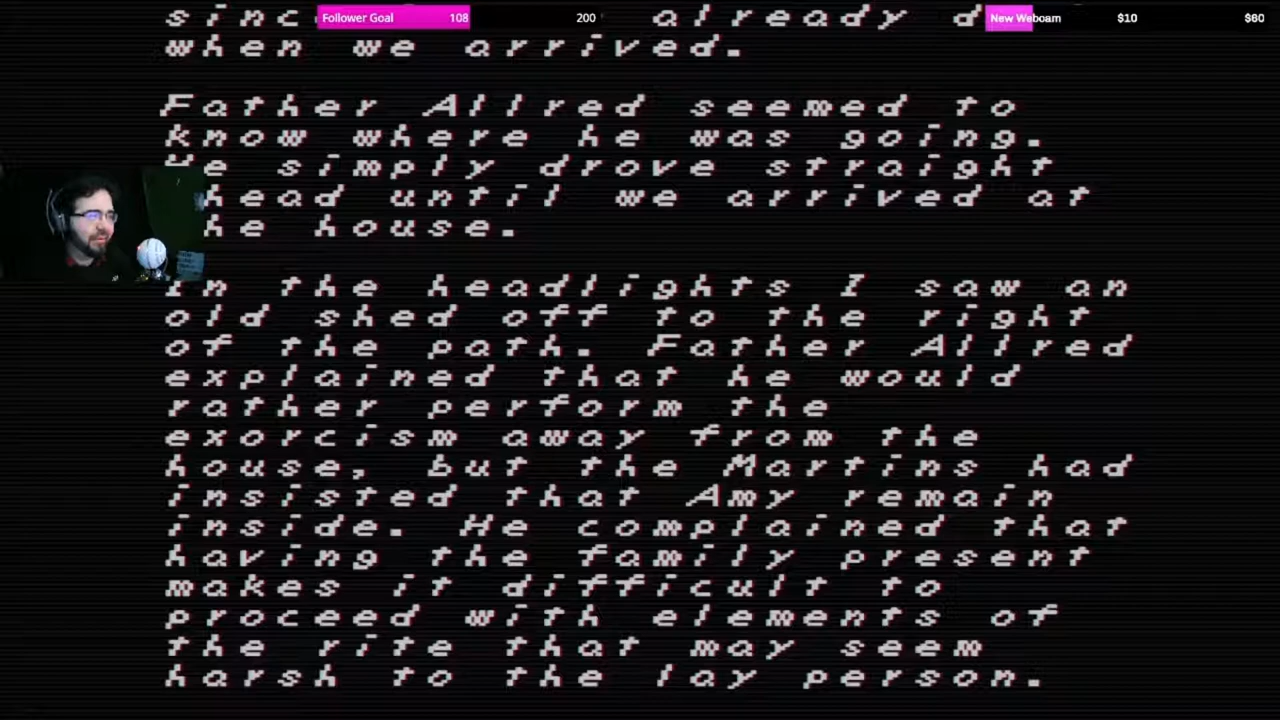 sinc already d
Follower Goal 108 200
New Webcam $10 $60
when we arrived.
Father Allred seemed to
know where he was going.
He simply drove straight
head until we arrived at
he house.
In the headlights I saw an
old shed off to the right
of the path. Father Allred
explained that he would
rather perform the
exorcism away from the
house, but the Martins had
insisted that Amy remain
inside. He complained that
having the family present
makes it difficult to
proceed with elements of
the rite that may seem
harsh to the lay person.